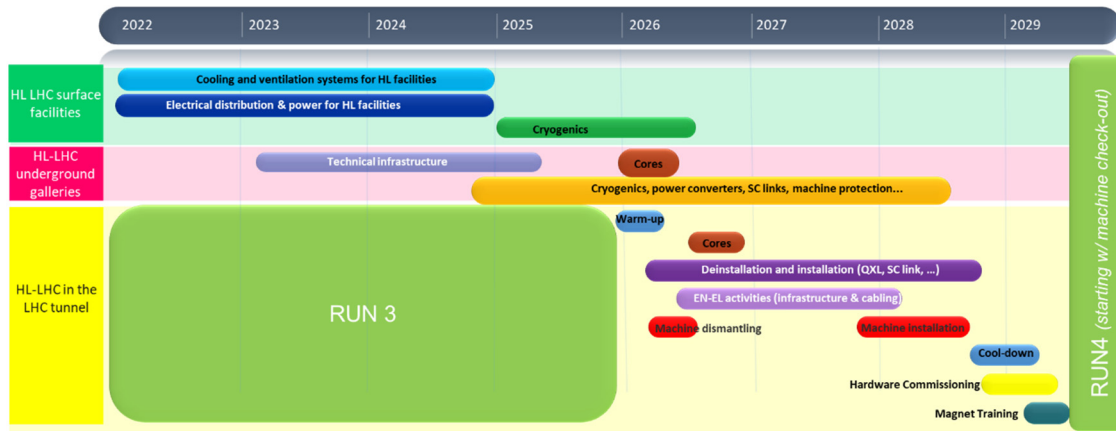 2022 2023 2024 2025 2026 2027 2028 2029
HL LHC surface
facilities
Cooling and ventilation systems for HL facilities
Electrical distribution & power for HL facilities
Cryogenics
HL-LHC
underground
galleries
Technical infrastructure
Cores
Cryogenics, power converters, SC links, machine protection...
HL-LHC in the
LHC tunnel
RUN 3
Warm-up
Cores
Deinstallation and installation (QXL, SC link, ...)
EN-EL activities (infrastructure & cabling)
Machine dismantling
Machine installation
Cool-down
Hardware Commissioning
Magnet Training
RUN4 (starting w/ machine check-out)